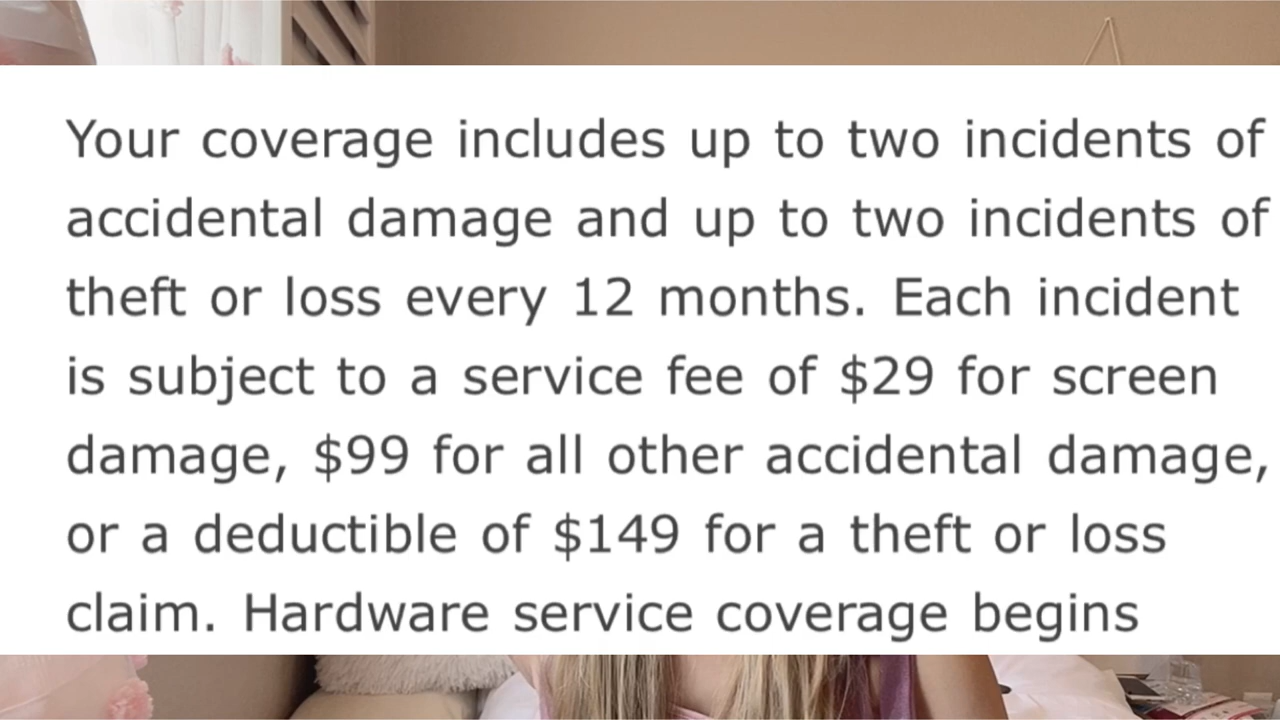 Your coverage includes up to two incidents of
accidental damage and up to two incidents of
theft or loss every 12 months. Each incident
is subject to a service fee of $29 for screen
damage, $99 for all other accidental damage,
or a deductible of $149 for a theft or loss
claim. Hardware service coverage begins